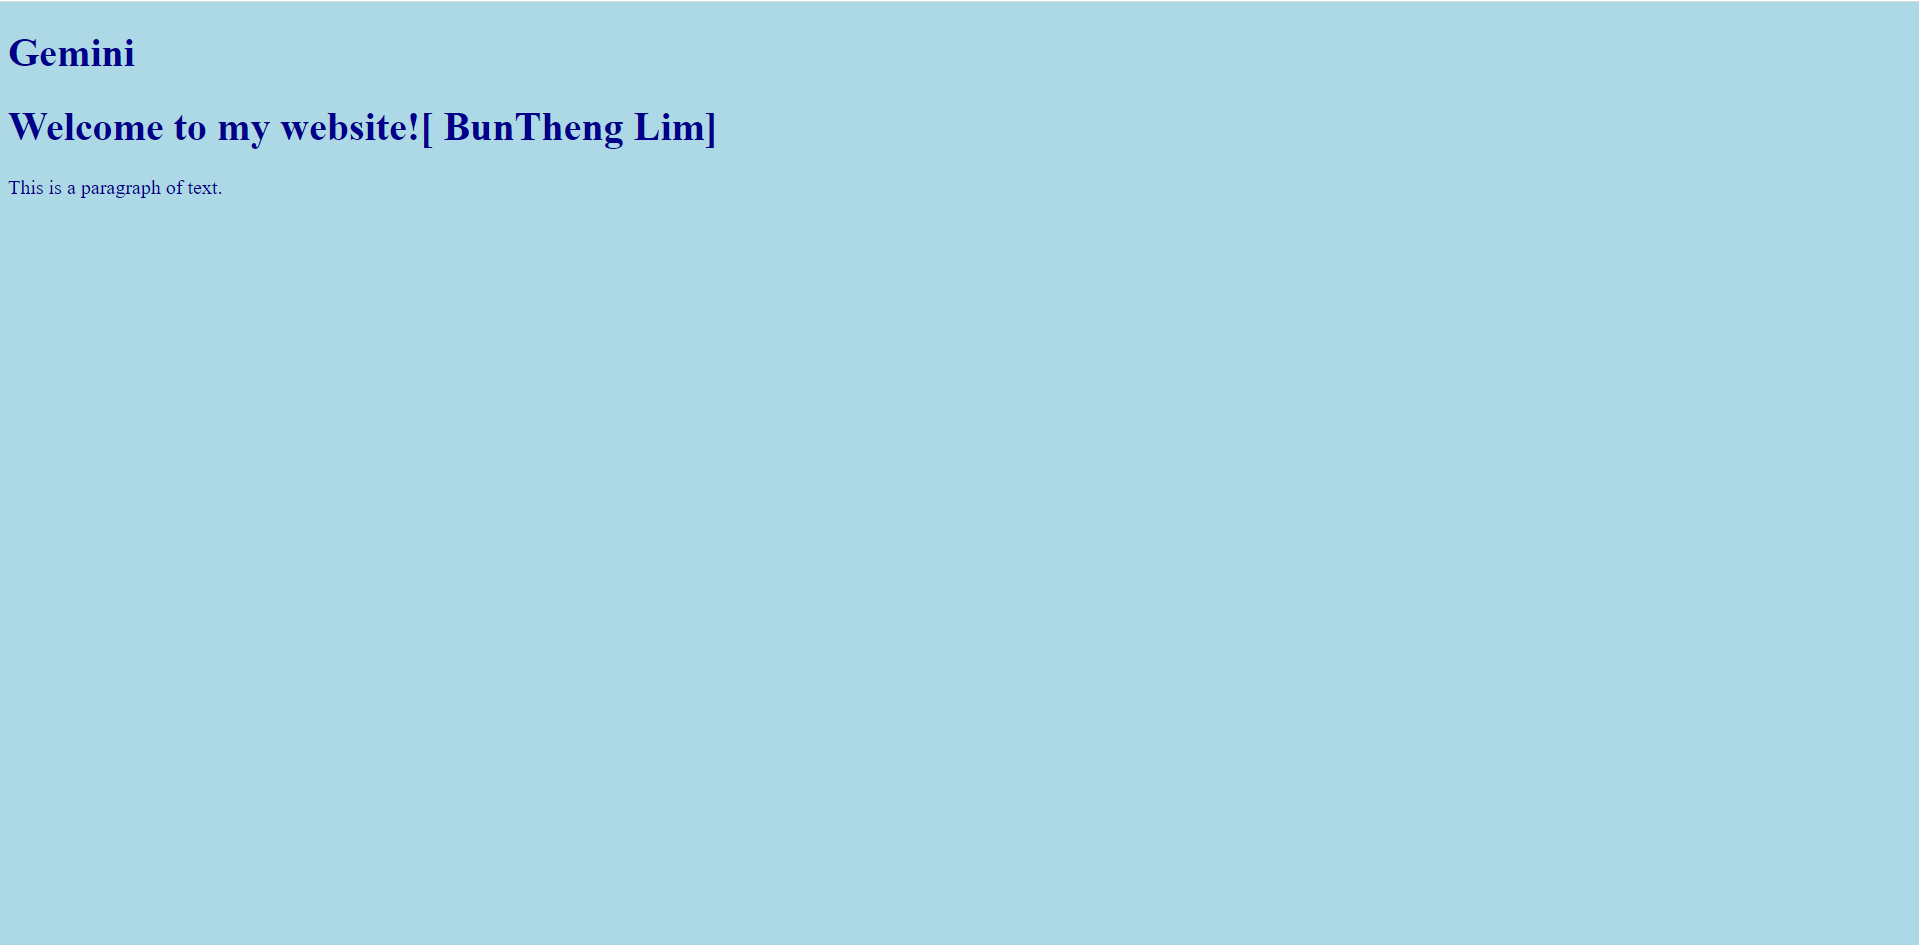 Gemini
Welcome to my website![ BunTheng Lim]
This is a paragraph of text.